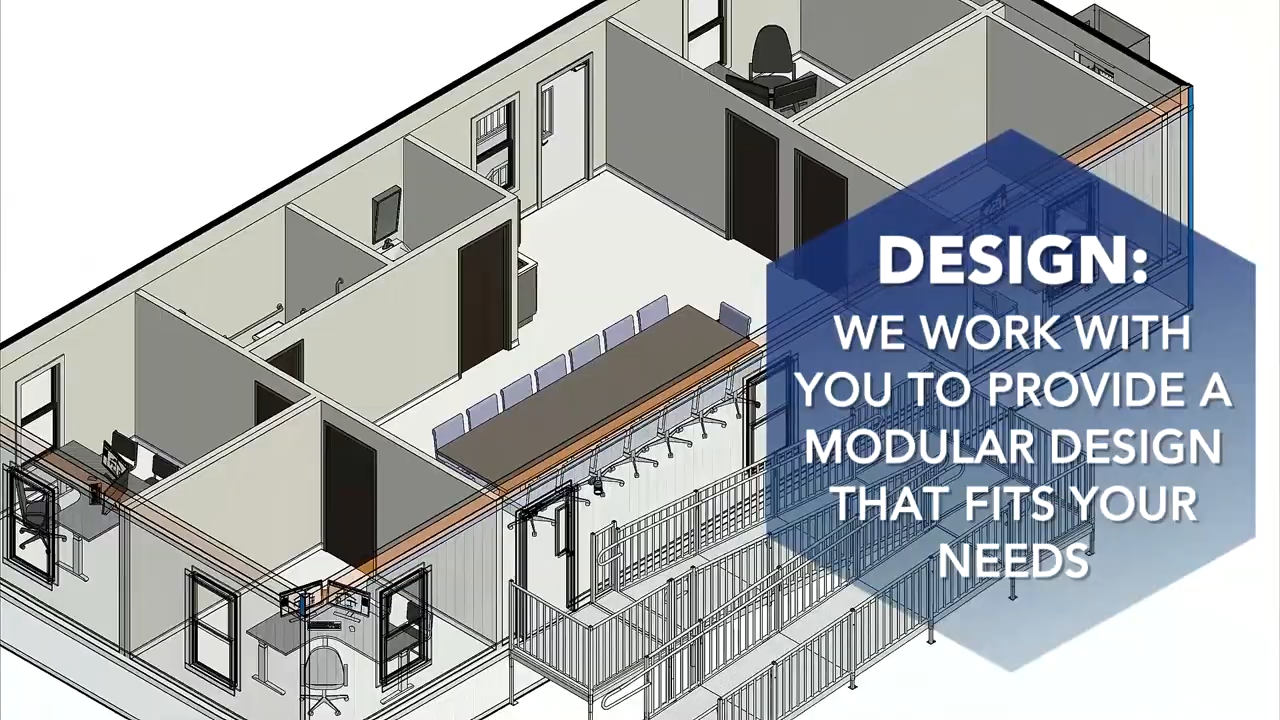 DESIGN:
WE WORK WITH
YOU TO PROVIDE A
MODULAR DESIGN
THAT FITS YOUR
NEEDS